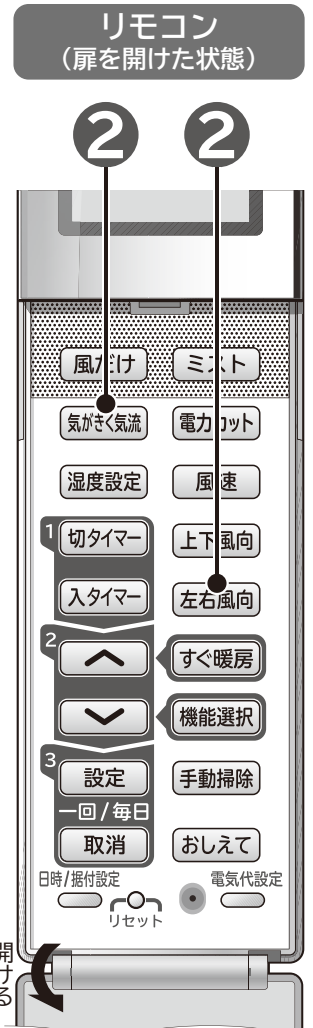 リモコン
（扉を開けた状態）
2 2
風だけ ミスト
気がきく気流 電力カット
湿度設定 風速
1 切タイマー 上下風向
入タイマー 左右風向
2 すぐ暖房
機能選択
3 設定 手動掃除
一回/毎日
取消 おしえて
日時/据付設定 電気代設定
リセット
開ける